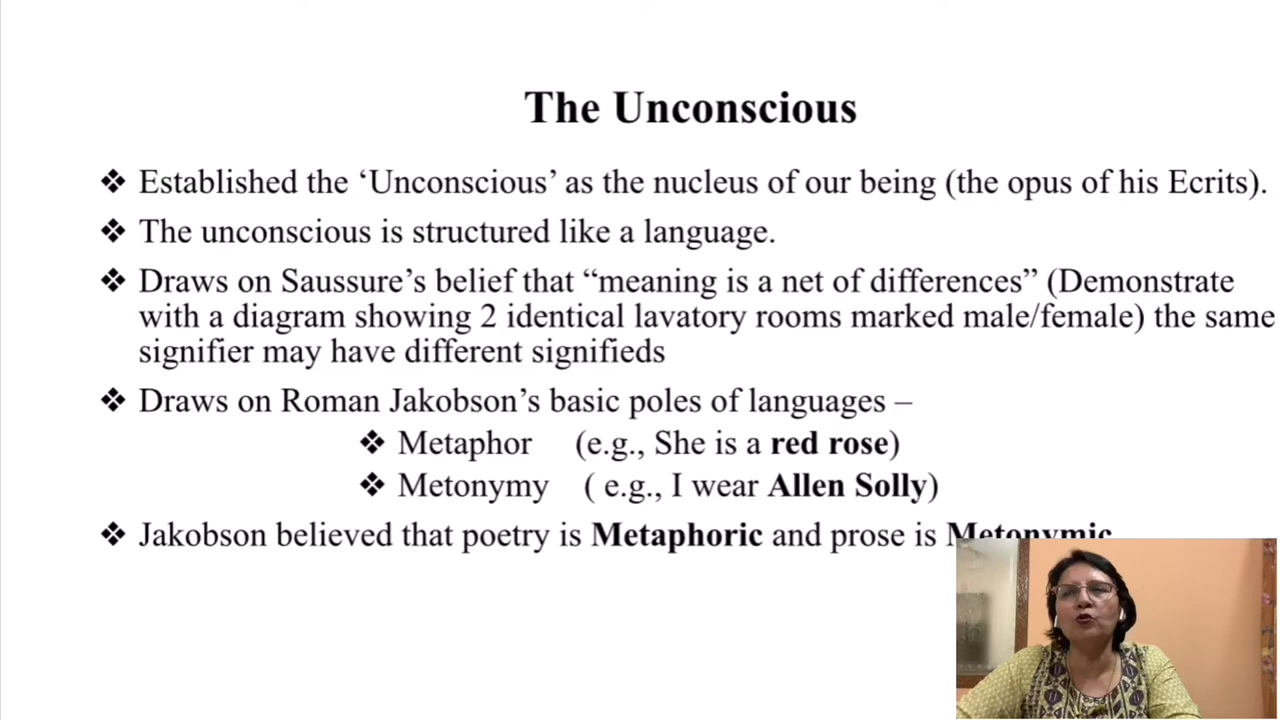 The Unconscious
❖ Established the ‘Unconscious’ as the nucleus of our being (the opus of his Ecrits).
❖ The unconscious is structured like a language.
❖ Draws on Saussure’s belief that “meaning is a net of differences” (Demonstrate
with a diagram showing 2 identical lavatory rooms marked male/female) the same
signifier may have different signifieds
❖ Draws on Roman Jakobson’s basic poles of languages –
❖ Metaphor (e.g., She is a red rose)
❖ Metonymy ( e.g., I wear Allen Solly)
❖ Jakobson believed that poetry is Metaphoric and prose is Metonymic